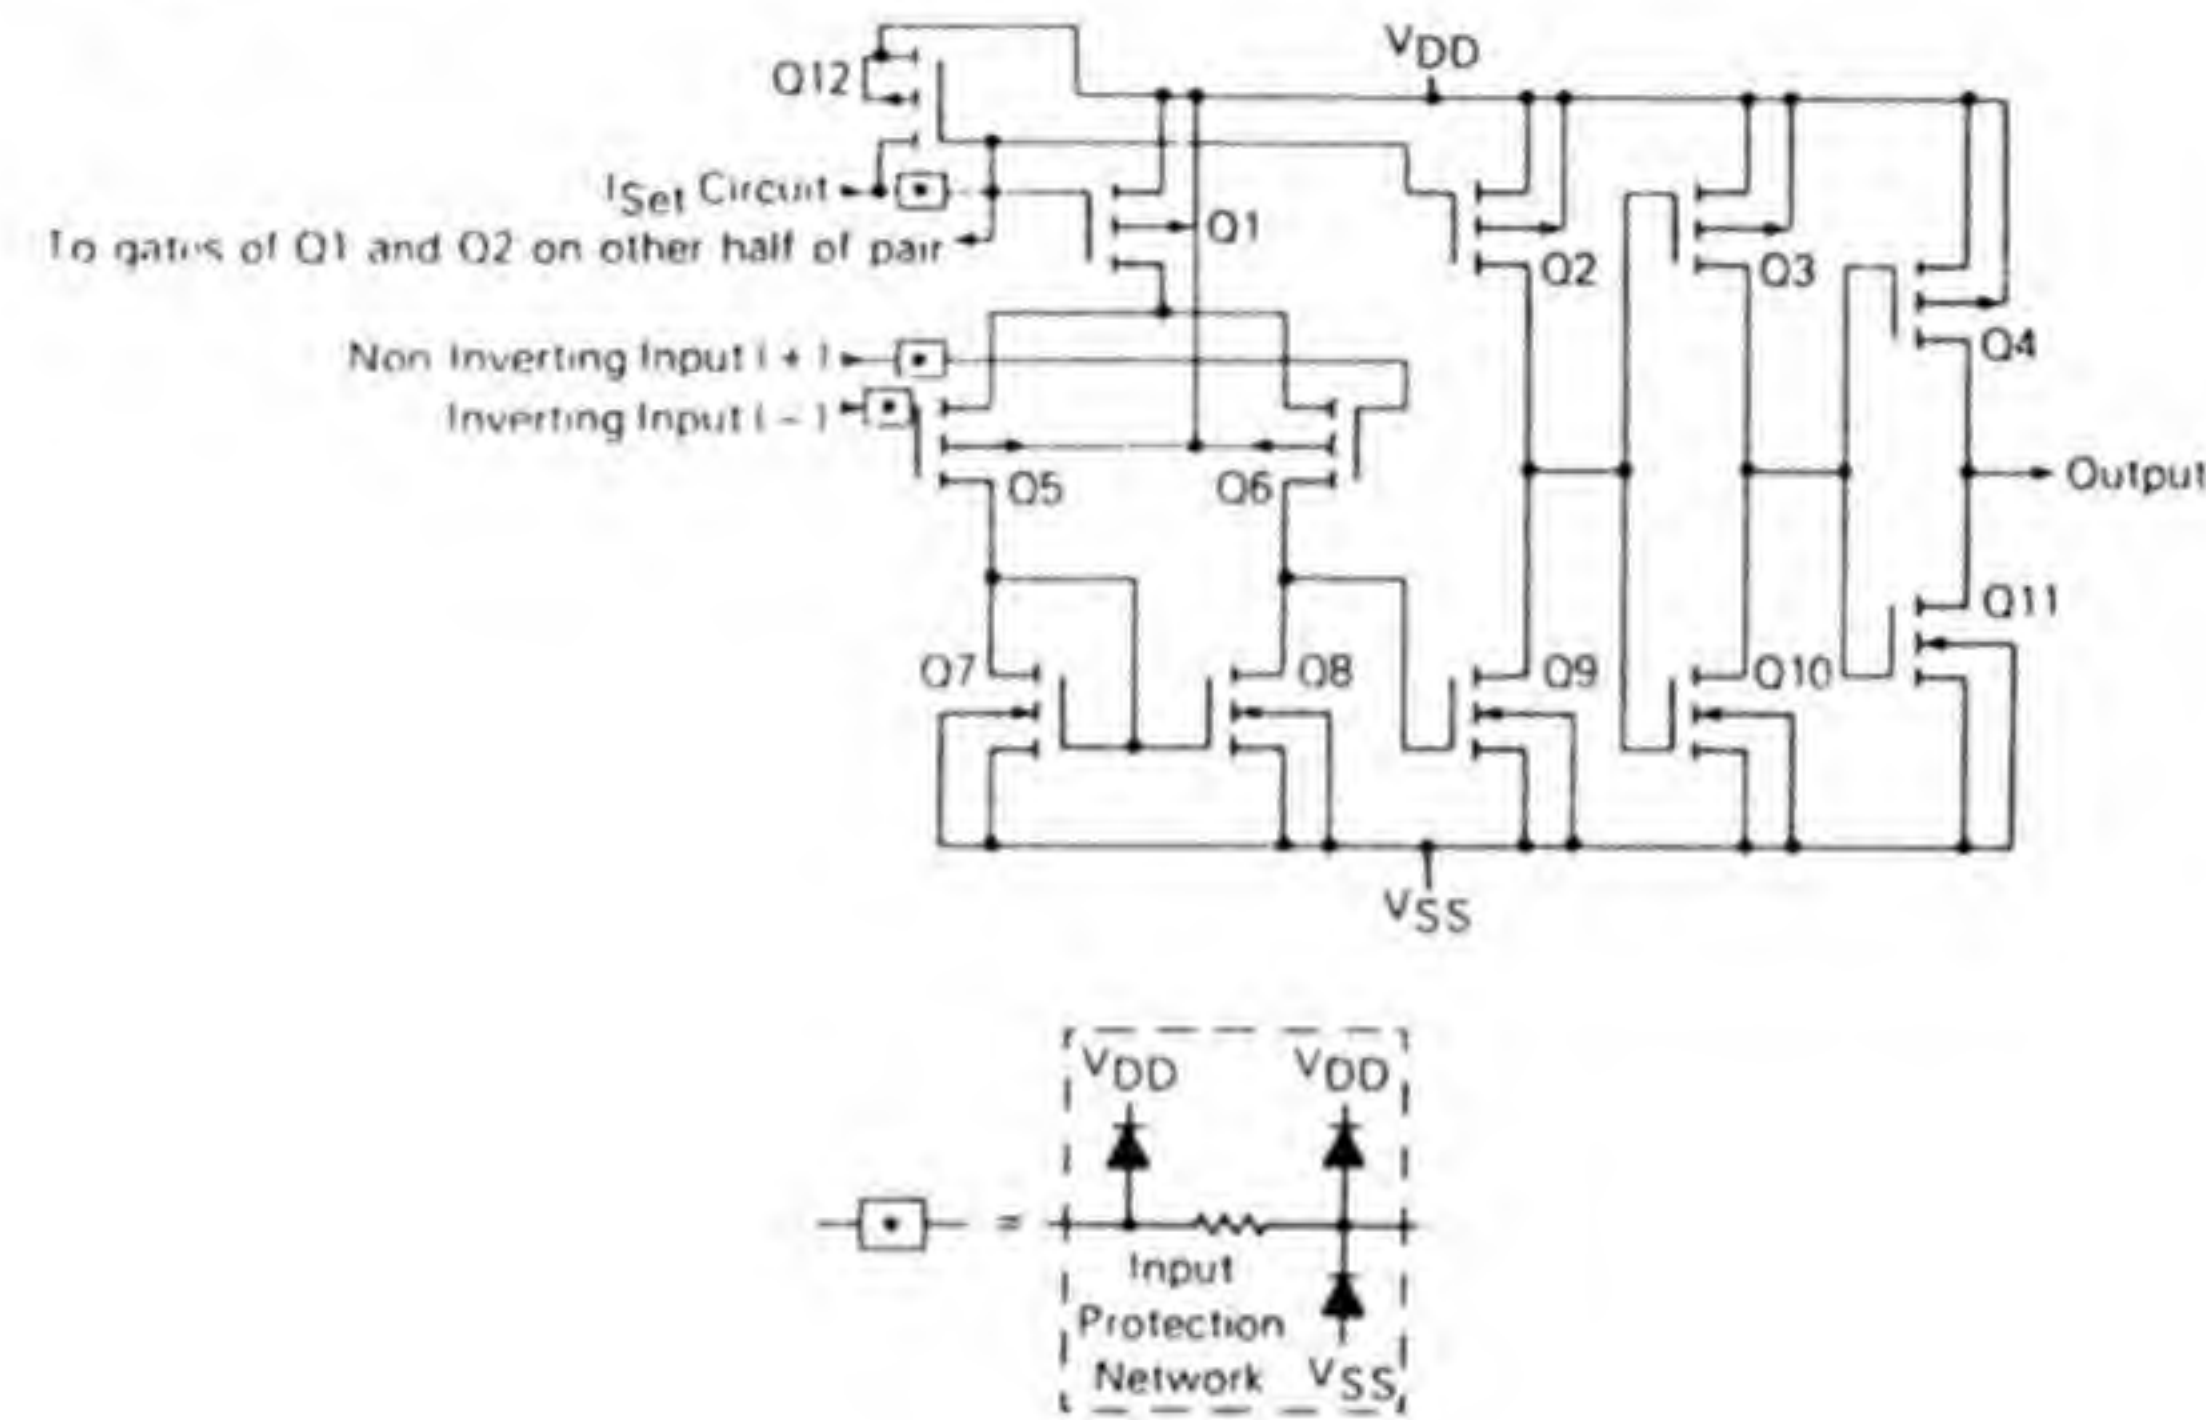 VDD
Q12
ISet Circuit
To gates of Q1 and Q2 on other half of pair
Q1
Q2
Q3
Q4
Non Inverting Input ( + )
Inverting Input ( - )
Q5
Q6
Output
Q7
Q8
Q9
Q10
Q11
VSS
VDD
VDD
=
Input
Protection
Network
VSS